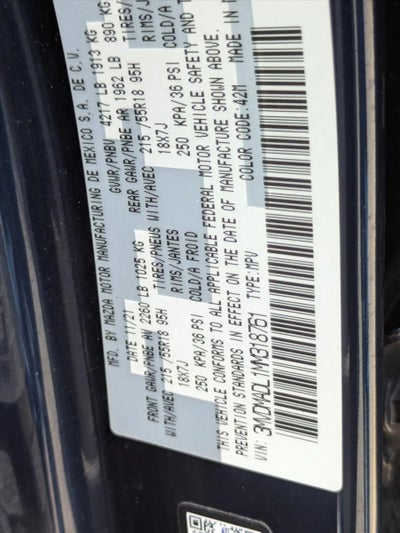 MFD. BY MAZDA MOTOR MANUFACTURING DE MEXICO S.A. DE C.V.
DATE 11/21 GVWR/PNBV 4217 LB 1913 KG
FRONT GAWR/PNBE AV 2260 LB 1025 KG REAR GAWR/PNBE AR 1962 LB 890 KG
WITH/AVEC 215/55R18 95H TIRES/PNEUS WITH/AVEC 215/55R18 95H TIRES/
18X7J RIMS/JANTES 18X7J RIMS/J
250 KPA/36 PSI COLD/A FROID 250 KPA/36 PSI COLD/A
THIS VEHICLE CONFORMS TO ALL APPLICABLE FEDERAL MOTOR VEHICLE SAFETY AND T
PREVENTION STANDARDS IN EFFECT ON THE DATE OF MANUFACTURE SHOWN
VIN: 3MVDMADL1MM318761 TYPE:MPV COLOR CODE:42M MADE IN